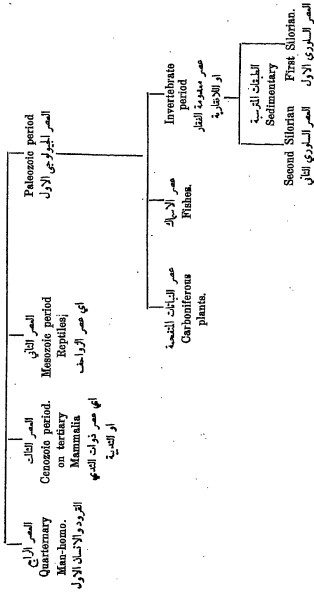 Paleozoic period
العصر الجيولوجي الاول
العصر الثاني
Mesozoic period
Reptiles;
اي عصر الزواحف
العصر الثالث
Cenozoic period.
on tertiary
Mammalia
اي عصر ذوات الثدي
او الثدية
العصر الرابع
Quarternary
Man-homo.
القرود والانسان الاول
Invertebrate
period
عصر معدومة الفقار
او اللافقارية
عصر الاسماك
Fishes.
عصر النباتات المتفحمة
Carboniferous
plants.
الطبقات المترسبة
Sedimentary
First Silorian.
العصر السلوري الاول
Second Silorian
العصر السلوري الثاني